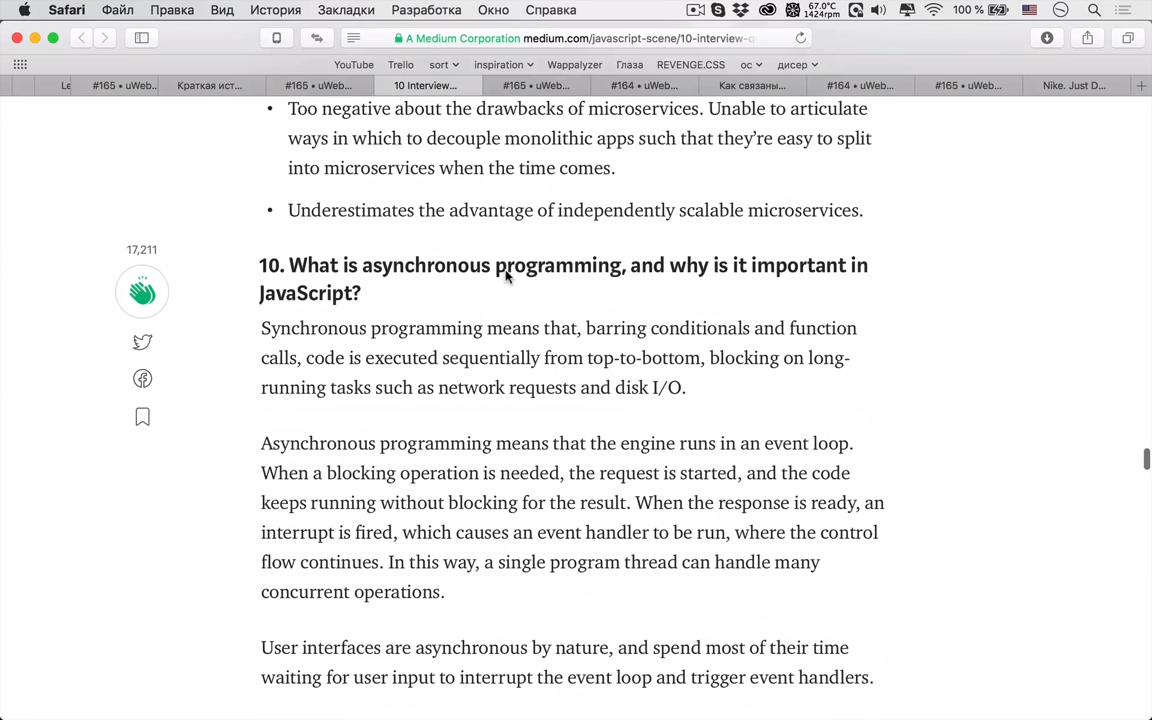 Safari Файл Правка Вид История Закладки Разработка Окно Справка 67.0°C 1424rpm 100 %
A Medium Corporation medium.com/javascript-scene/10-interview-q
YouTube Trello sort inspiration Wappalyzer Глаза REVENGE.CSS ос дисер
Le #165 • uWeb... Краткая ист... #165 • uWeb... 10 Interview... #165 • uWeb... #164 • uWeb... Как связаны... #164 • uWeb... #165 • uWeb... Nike. Just D...
• Too negative about the drawbacks of microservices. Unable to articulate
ways in which to decouple monolithic apps such that they’re easy to split
into microservices when the time comes.
• Underestimates the advantage of independently scalable microservices.
17,211
10. What is asynchronous programming, and why is it important in
JavaScript?
Synchronous programming means that, barring conditionals and function
calls, code is executed sequentially from top-to-bottom, blocking on long-
running tasks such as network requests and disk I/O.
Asynchronous programming means that the engine runs in an event loop.
When a blocking operation is needed, the request is started, and the code
keeps running without blocking for the result. When the response is ready, an
interrupt is fired, which causes an event handler to be run, where the control
flow continues. In this way, a single program thread can handle many
concurrent operations.
User interfaces are asynchronous by nature, and spend most of their time
waiting for user input to interrupt the event loop and trigger event handlers.